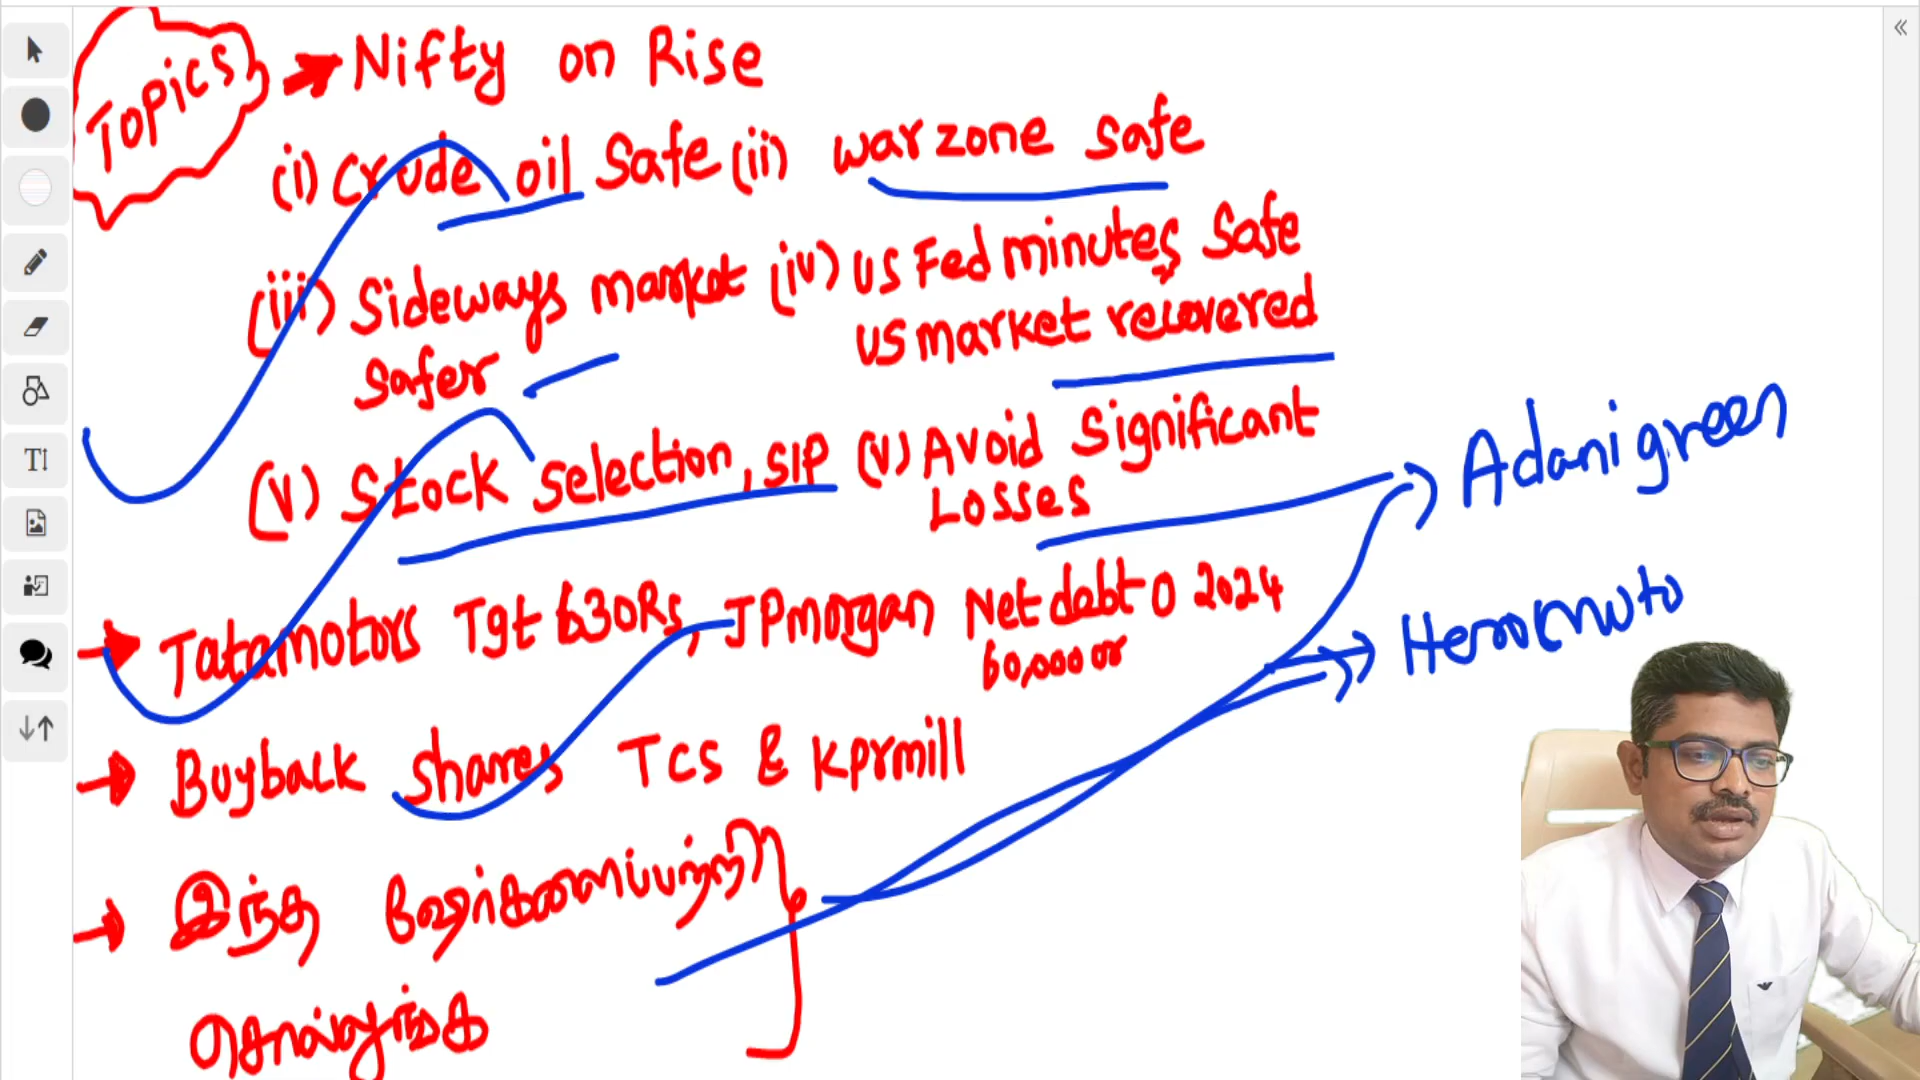 Topics
Nifty on Rise
(i) Crude oil Safe (ii) warzone safe
(iii) Sideways market (iv) US Fed minutes Safe
safer US market recovered
(V) Stock Selection, SIP (V) Avoid Significant
Losses
Adani green
Tatamotors Tgt 630Rs, JPmorgan Net debt 0 2024
60,000 cr
Heromoto
Buyback Shares TCS & Kprmill
இந்த ஷேர்களைப்பற்றி
சொல்லுங்க